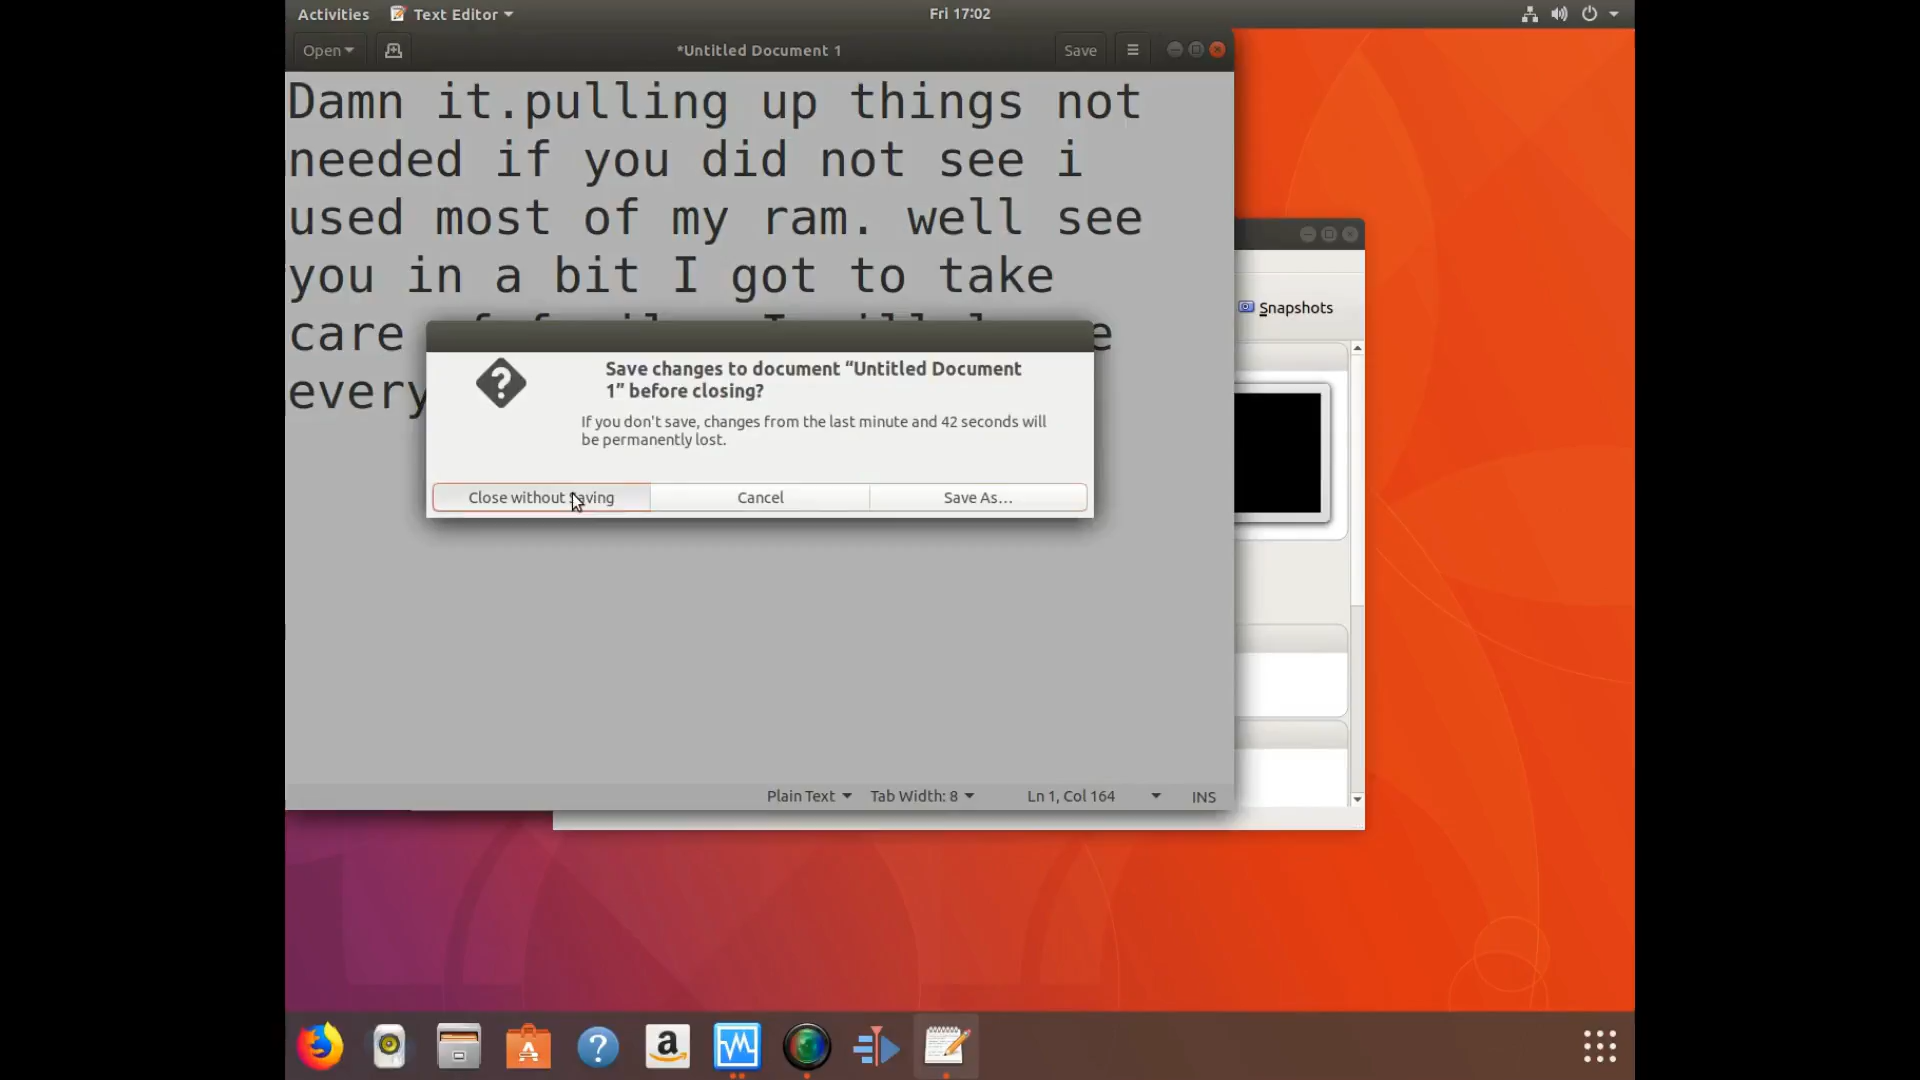 Activities Text Editor Fri 17:02
Open *Untitled Document 1 Save
Damn it.pulling up things not
needed if you did not see i
used most of my ram. well see
you in a bit I got to take
care
every
Snapshots
Save changes to document “Untitled Document
1” before closing?
If you don't save, changes from the last minute and 42 seconds will
be permanently lost.
Close without Saving Cancel Save As...
Plain Text Tab Width: 8 Ln 1, Col 164 INS